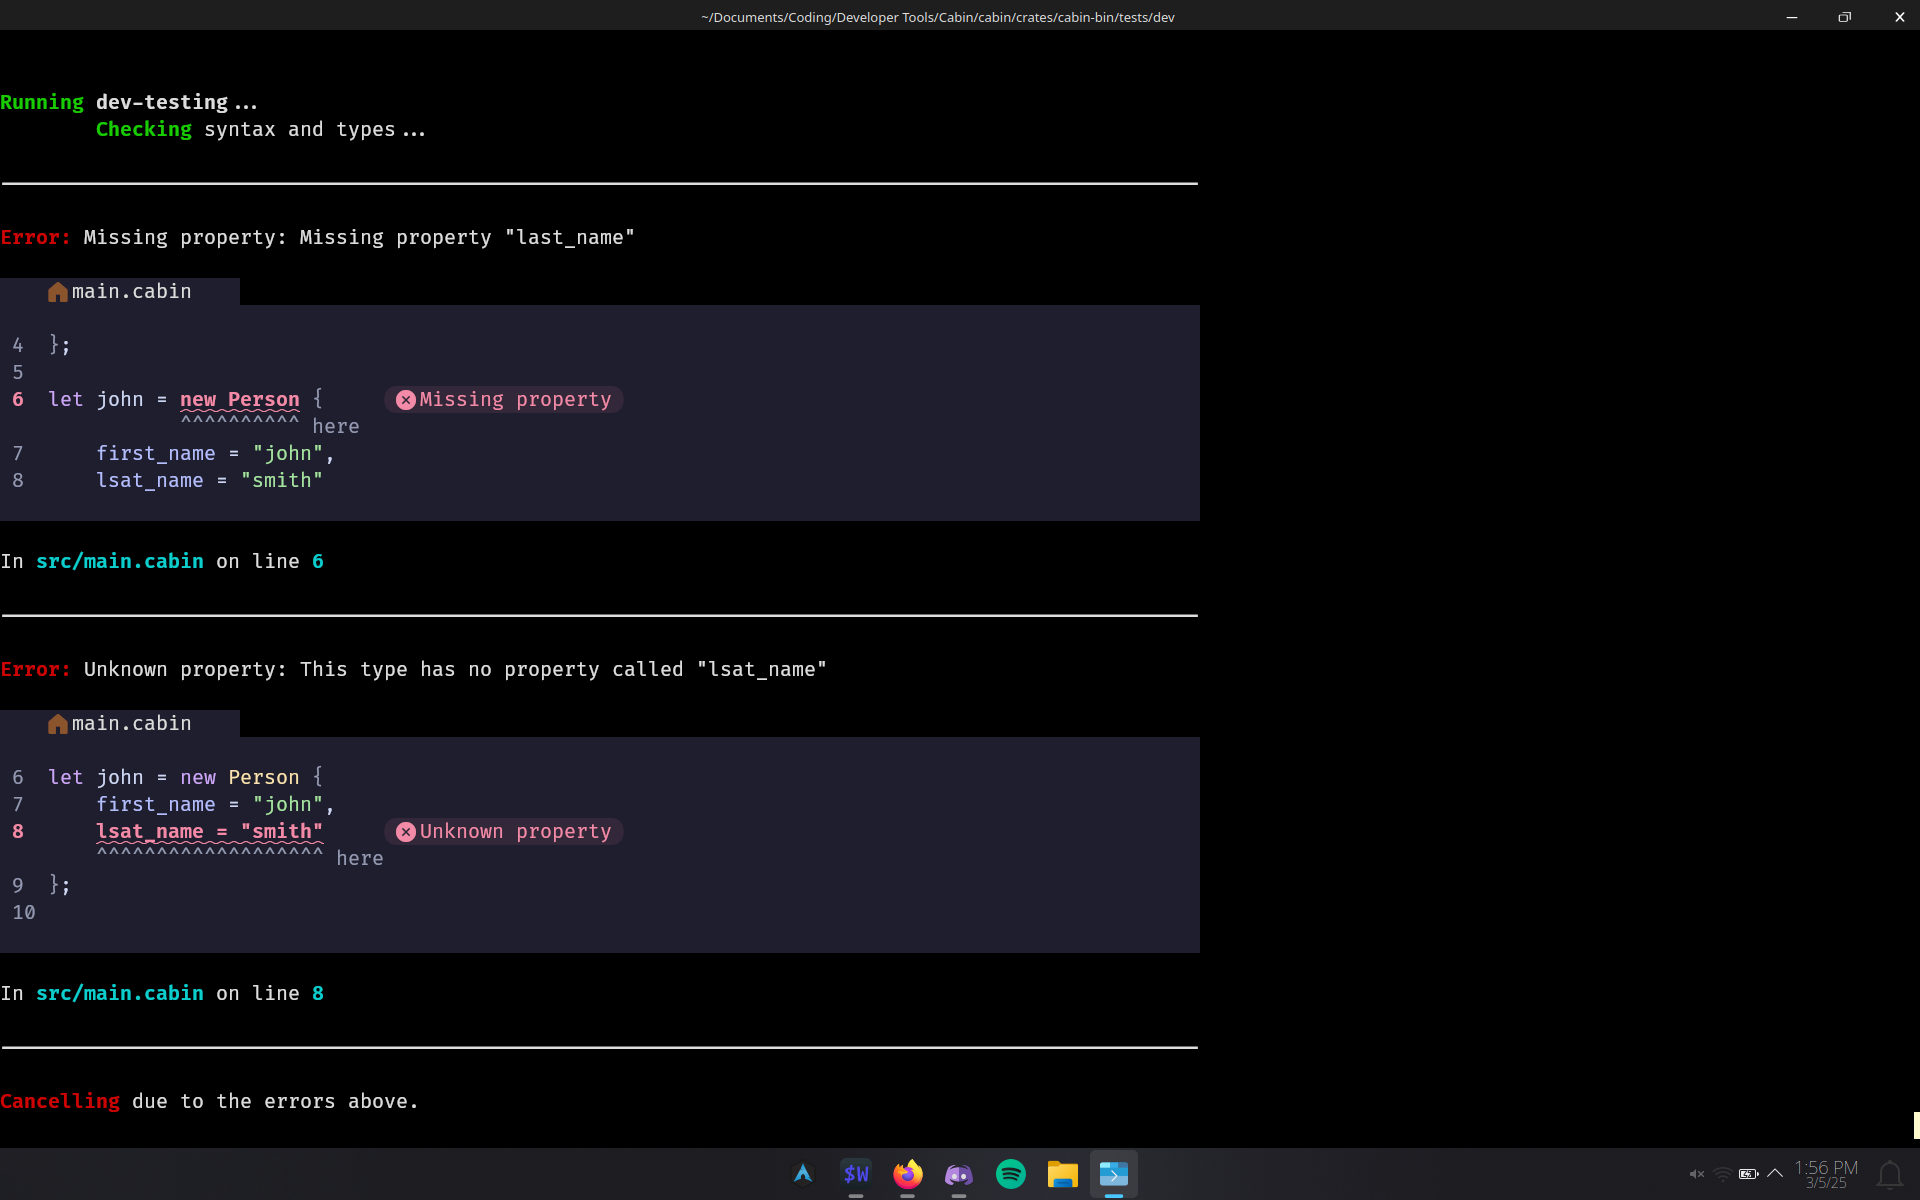 ~/Documents/Coding/Developer Tools/Cabin/cabin/crates/cabin-bin/tests/dev
Running dev-testing...
Checking syntax and types...
Error: Missing property: Missing property "last_name"
main.cabin
4 };
5
6 let john = new Person { Missing property
^^^^^^^^^^ here
7 first_name = "john",
8 lsat_name = "smith"
In src/main.cabin on line 6
Error: Unknown property: This type has no property called "lsat_name"
main.cabin
6 let john = new Person {
7 first_name = "john",
8 lsat_name = "smith" Unknown property
^^^^^^^^^^^^^^^^^^^ here
9 };
10
In src/main.cabin on line 8
Cancelling due to the errors above.
$W
1:56 PM
3/5/25